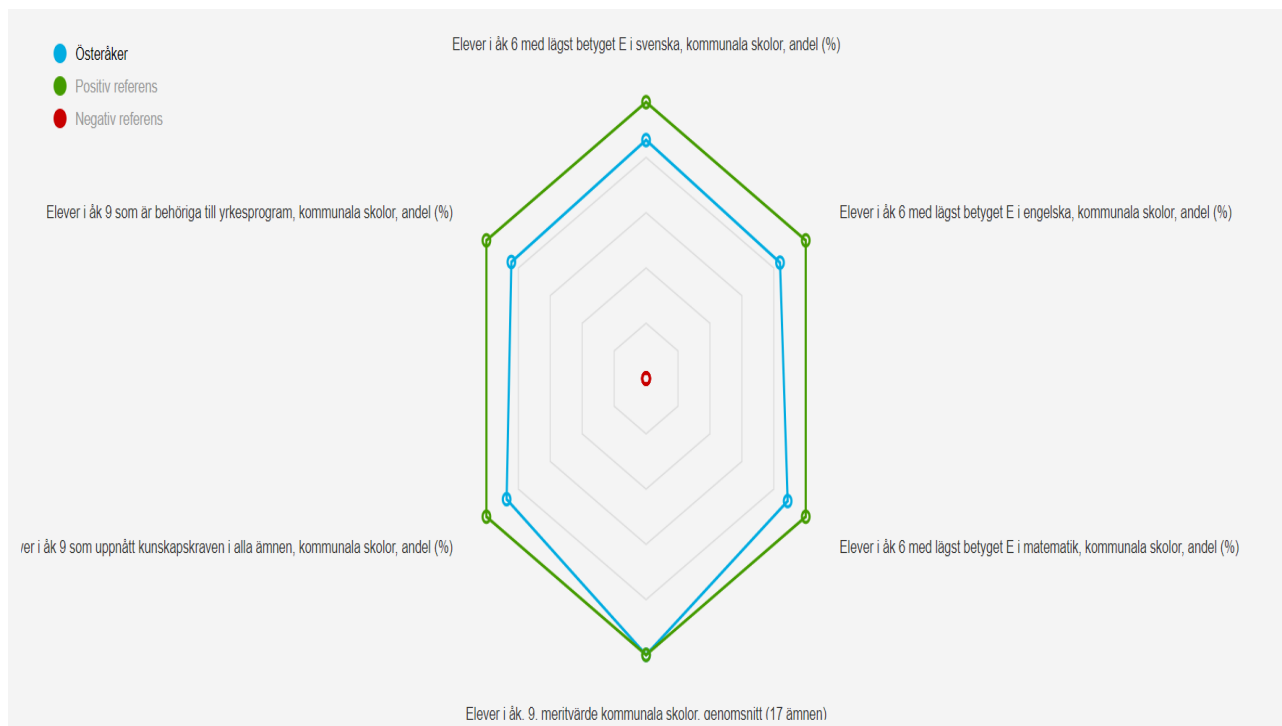 Österåker
Positiv referens
Negativ referens
Elever i åk 6 med lägst betyget E i svenska, kommunala skolor, andel (%)
Elever i åk 9 som är behöriga till yrkesprogram, kommunala skolor, andel (%)
Elever i åk 6 med lägst betyget E i engelska, kommunala skolor, andel (%)
ver i åk 9 som uppnått kunskapskraven i alla ämnen, kommunala skolor, andel (%)
Elever i åk 6 med lägst betyget E i matematik, kommunala skolor, andel (%)
Elever i åk. 9, meritvärde kommunala skolor, genomsnitt (17 ämnen)